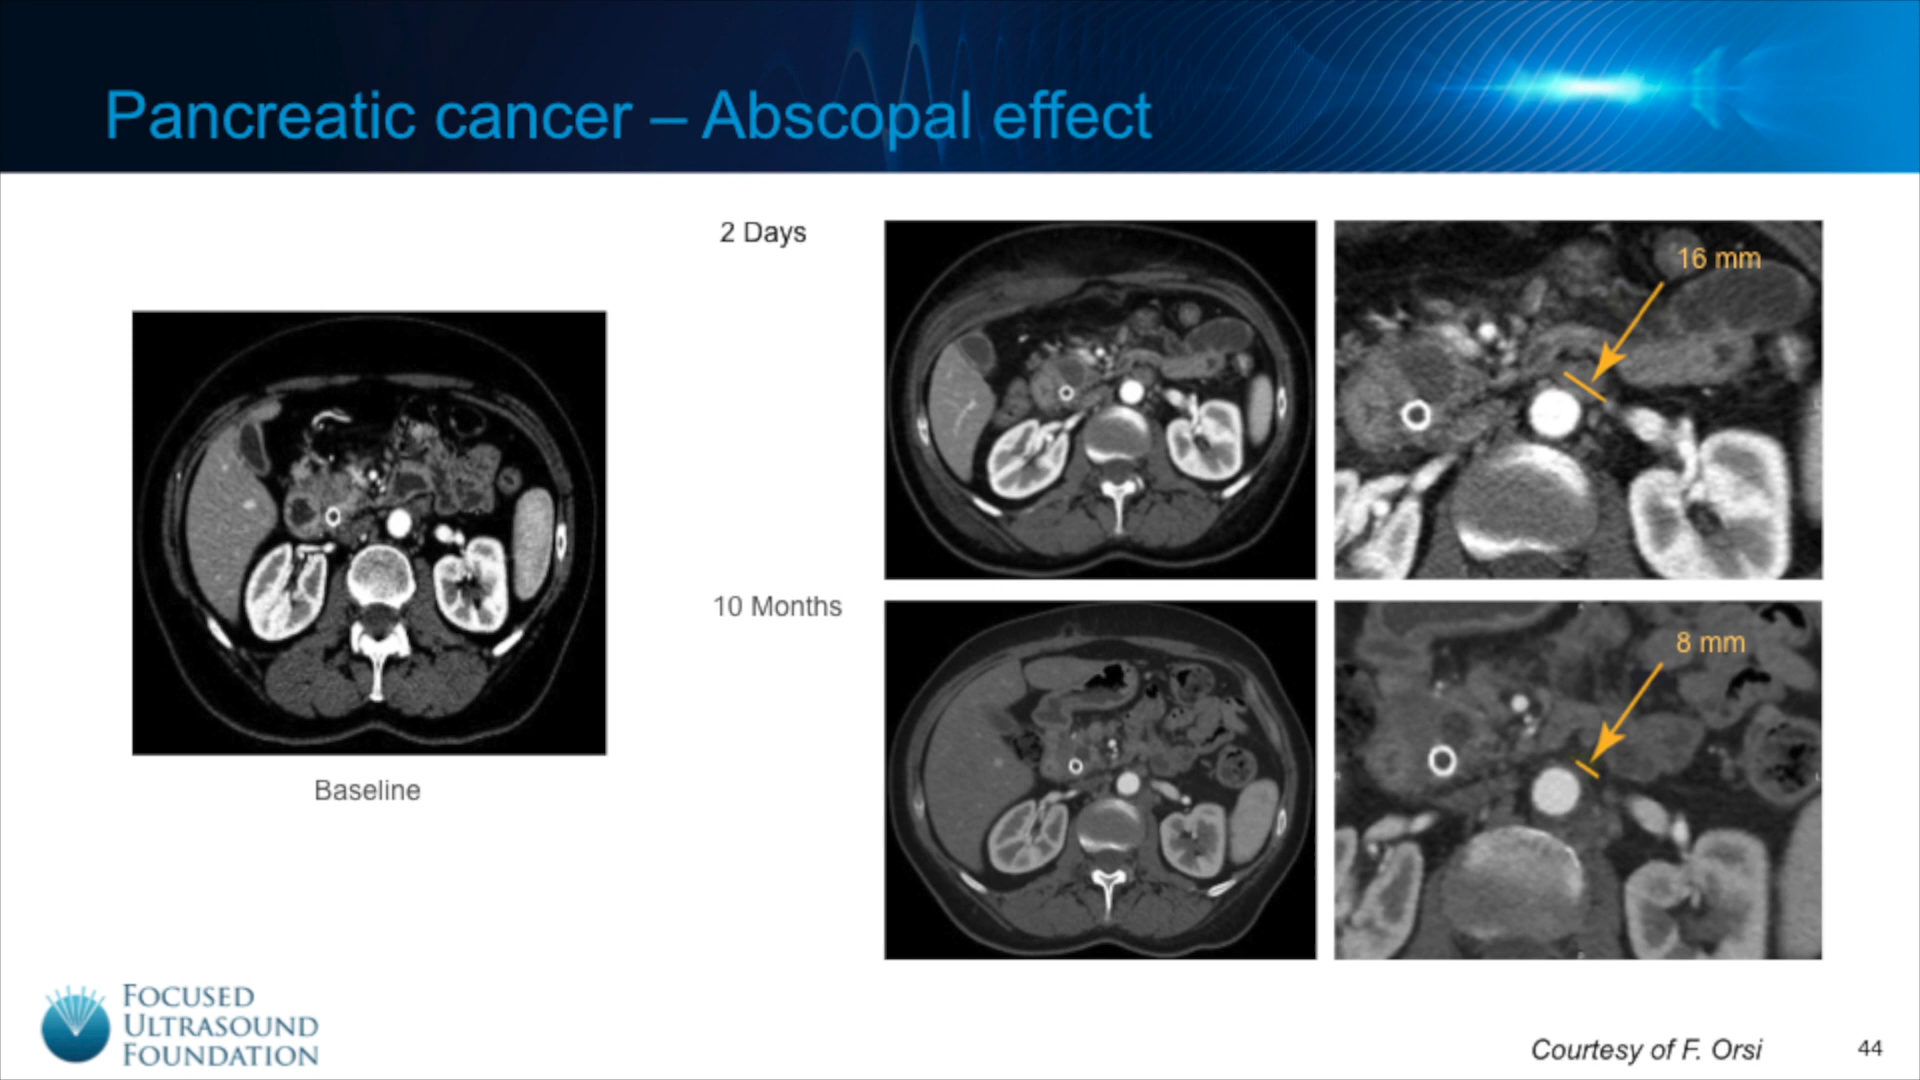 Pancreatic cancer – Abscopal effect
2 Days
16 mm
10 Months
8 mm
Baseline
FOCUSED
ULTRASOUND
FOUNDATION
Courtesy of F. Orsi
44